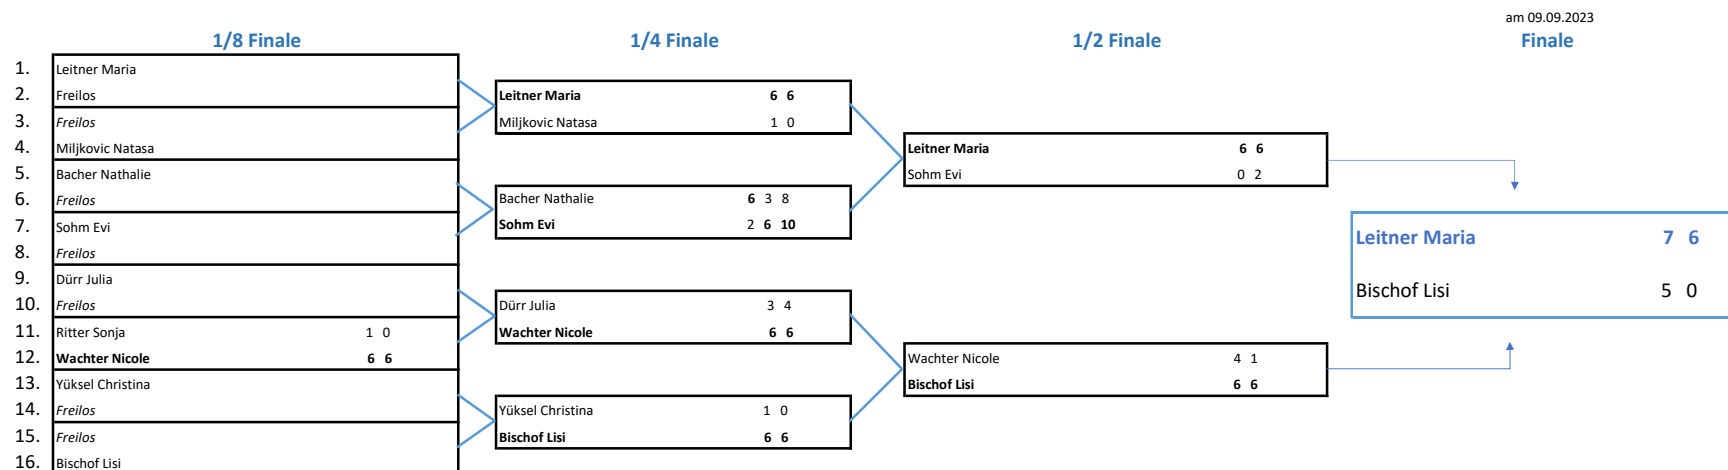 am 09.09.2023
1/8 Finale 1/4 Finale 1/2 Finale Finale
1. Leitner Maria
2. Freilos
3. Freilos
4. Miljkovic Natasa
5. Bacher Nathalie
6. Freilos
7. Sohm Evi
8. Freilos
9. Dürr Julia
10. Freilos
11. Ritter Sonja 1 0
12. Wachter Nicole 6 6
13. Yüksel Christina
14. Freilos
15. Freilos
16. Bischof Lisi
Leitner Maria 6 6
Miljkovic Natasa 1 0
Bacher Nathalie 6 3 8
Sohm Evi 2 6 10
Dürr Julia 3 4
Wachter Nicole 6 6
Yüksel Christina 1 0
Bischof Lisi 6 6
Leitner Maria 6 6
Sohm Evi 0 2
Wachter Nicole 4 1
Bischof Lisi 6 6
Leitner Maria 7 6
Bischof Lisi 5 0